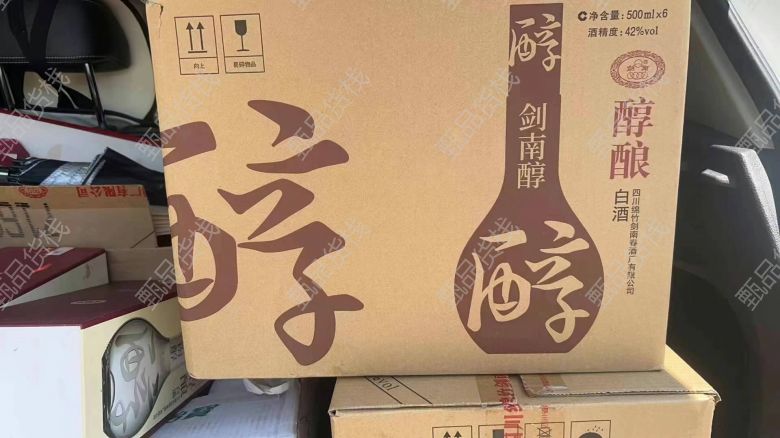 净含量: 500ml×6
酒精度: 42%vol
向上
易碎物品
醇
醇
剑南醇
醇
醇酿
白酒
四川绵竹剑南春酒厂有限公司
甄品货栈